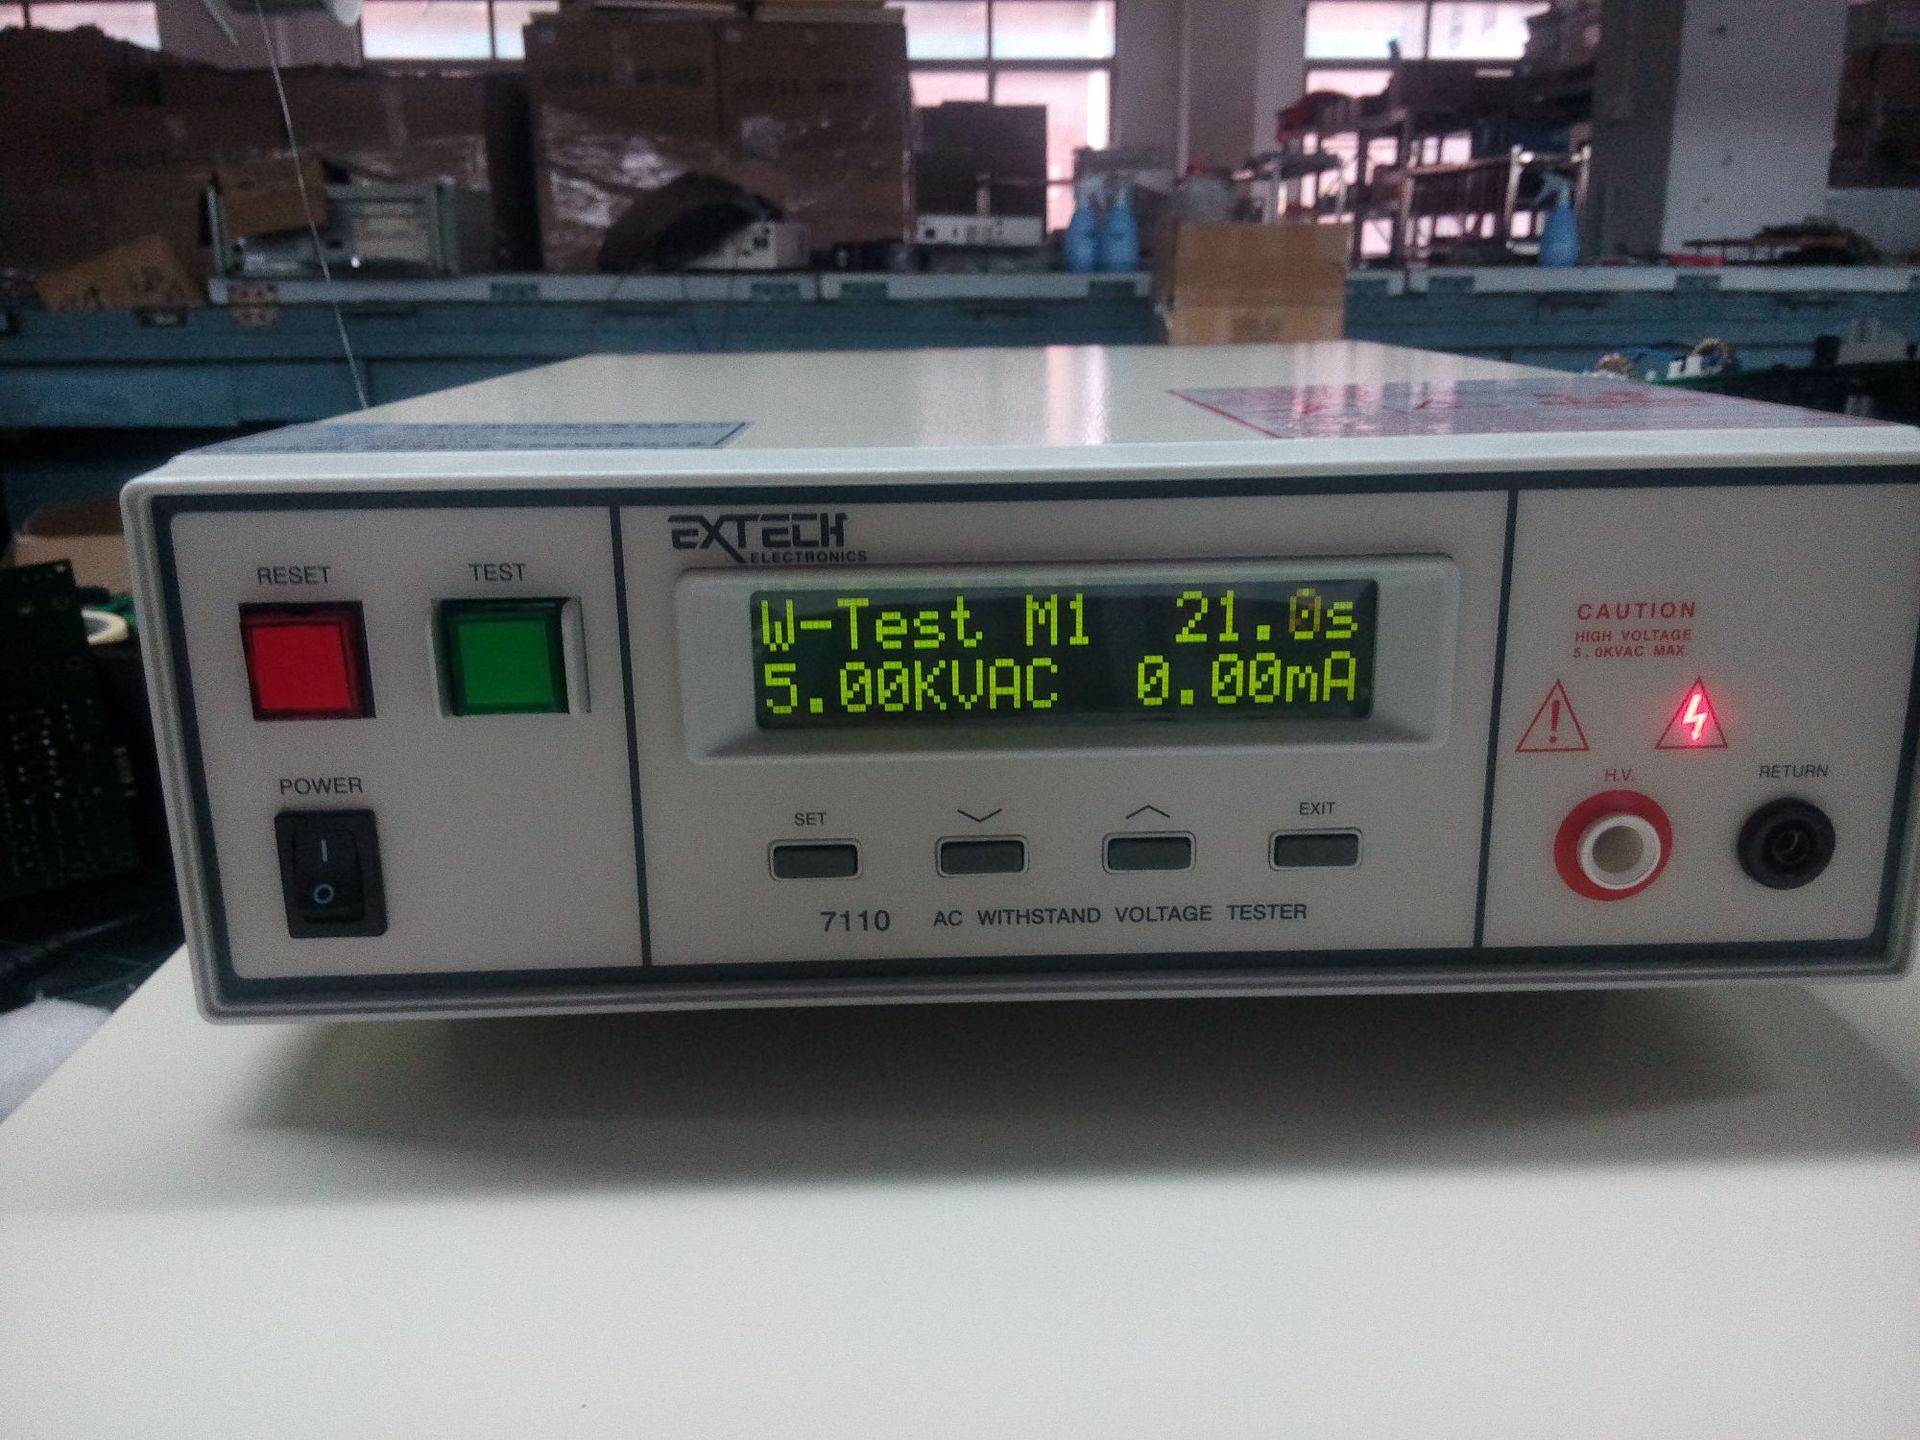 EXTECH
ELECTRONICS
RESET
TEST
W-Test M1 21.0s
5.00KVAC 0.00mA
CAUTION
HIGH VOLTAGE
5.0KVAC MAX.
POWER
I
O
SET
EXIT
H.V.
RETURN
7110 AC WITHSTAND VOLTAGE TESTER